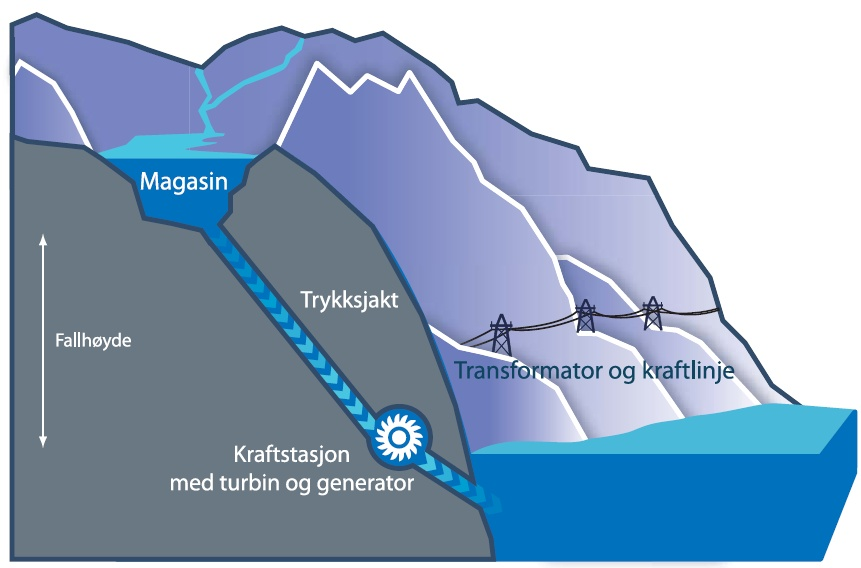 Magasin
Trykksjakt
Fallhøyde
Transformator og kraftlinje
Kraftstasjon
med turbin og generator